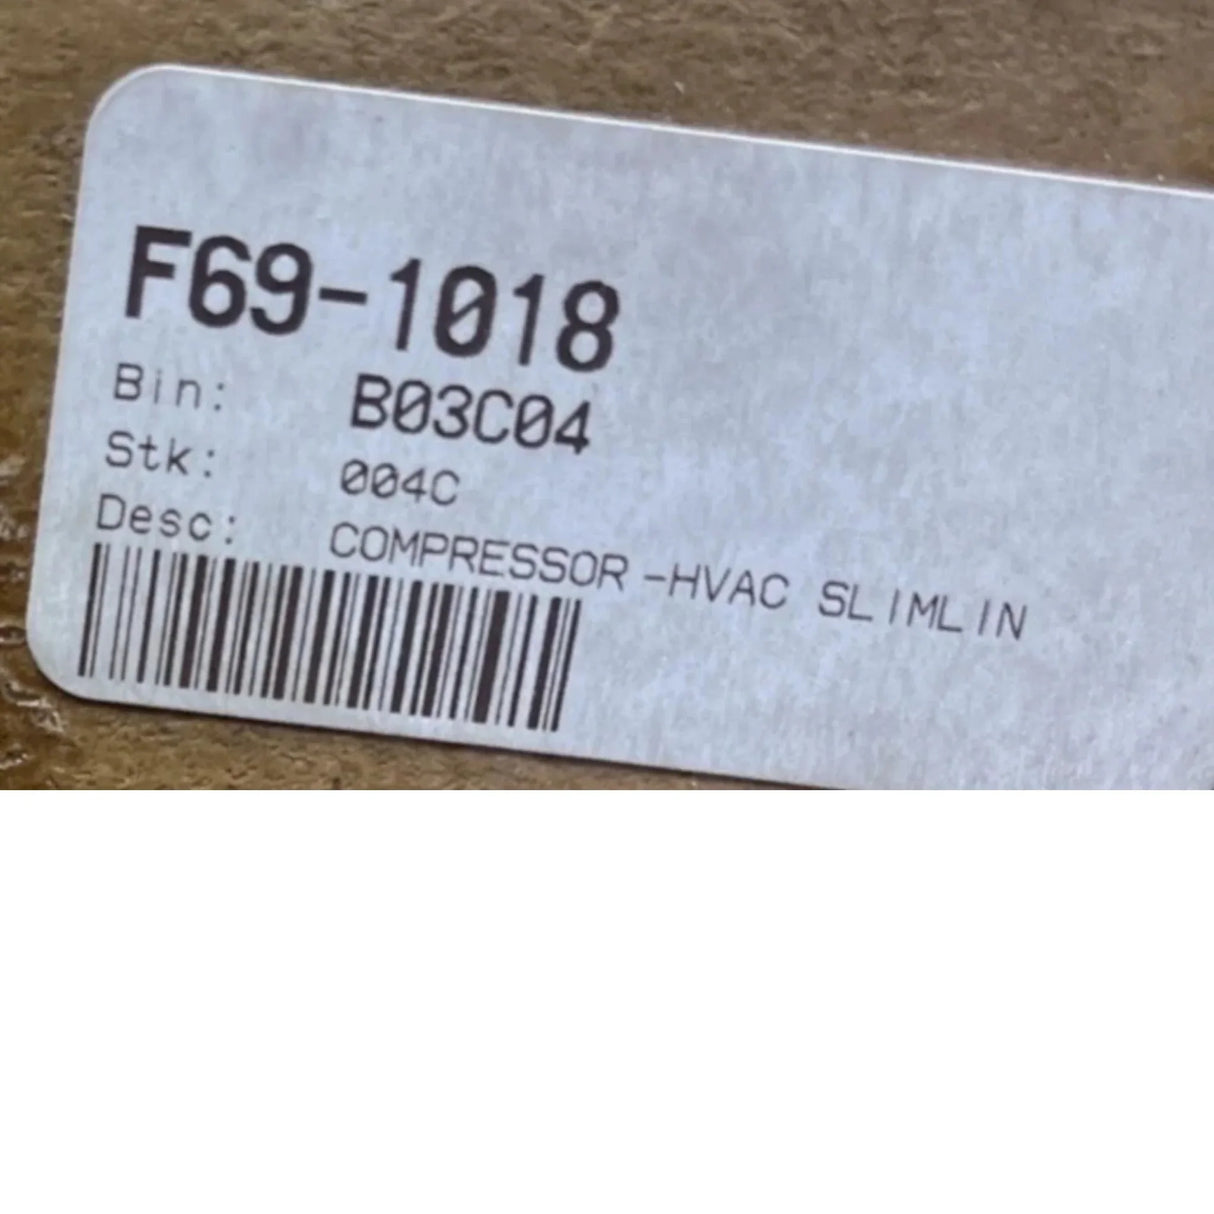 F69-1018
Bin: B03C04
Stk: 004C
Desc: COMPRESSOR-HVAC SLIMLIN